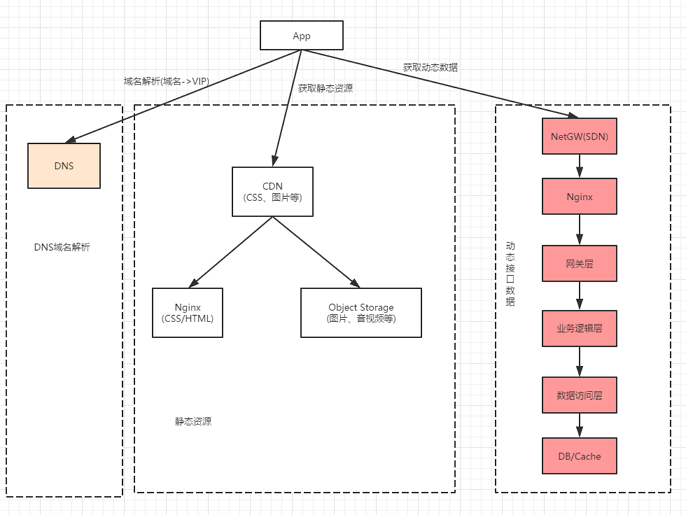 App
域名解析(域名->VIP)
获取静态资源
获取动态数据
DNS
DNS域名解析
CDN
(CSS、图片等)
Nginx
(CSS/HTML)
Object Storage
(图片、音视频等)
静态资源
NetGW(SDN)
Nginx
网关层
业务逻辑层
数据访问层
DB/Cache
动态接口数据